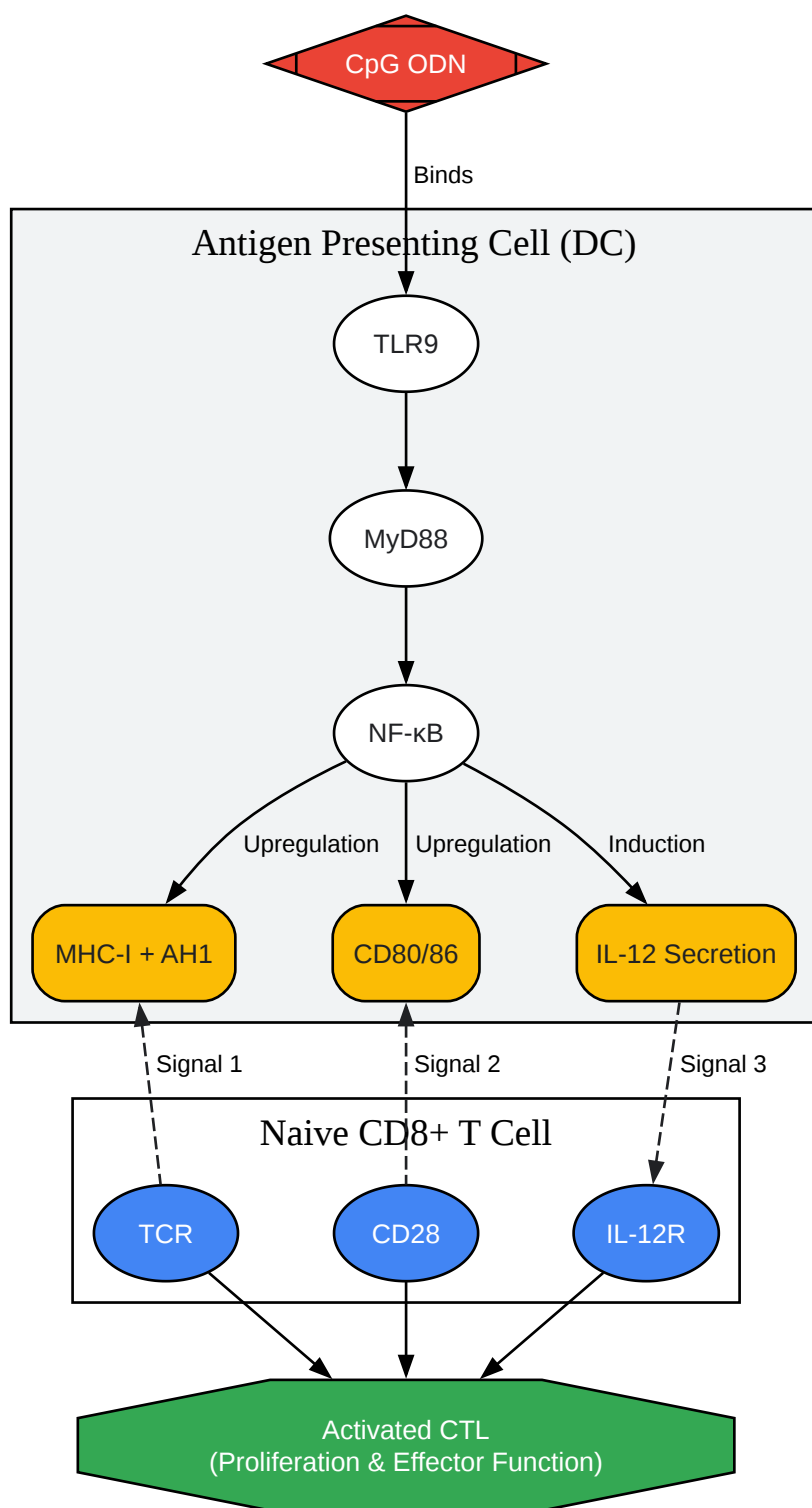 CpG ODN
Binds
Antigen Presenting Cell (DC)
TLR9
MyD88
NF-κB
Upregulation
Upregulation
Induction
MHC-I + AH1
CD80/86
IL-12 Secretion
Signal 1
Signal 2
Signal 3
Naive CD8+ T Cell
TCR
CD28
IL-12R
Activated CTL
(Proliferation & Effector Function)